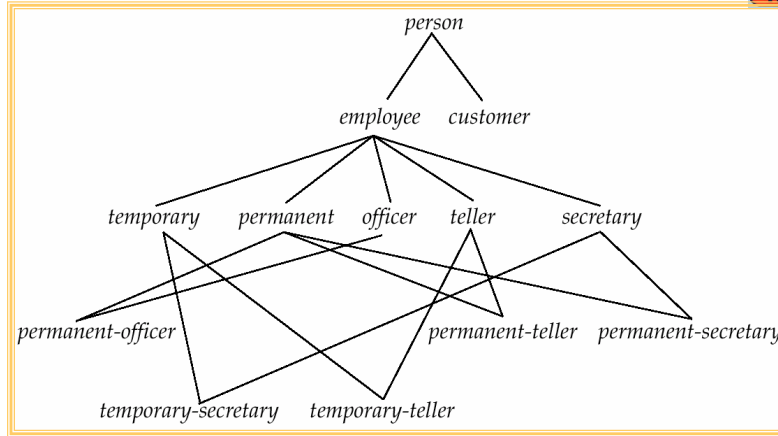 person
employee customer
temporary permanent officer teller secretary
permanent-officer permanent-teller permanent-secretary
temporary-secretary temporary-teller